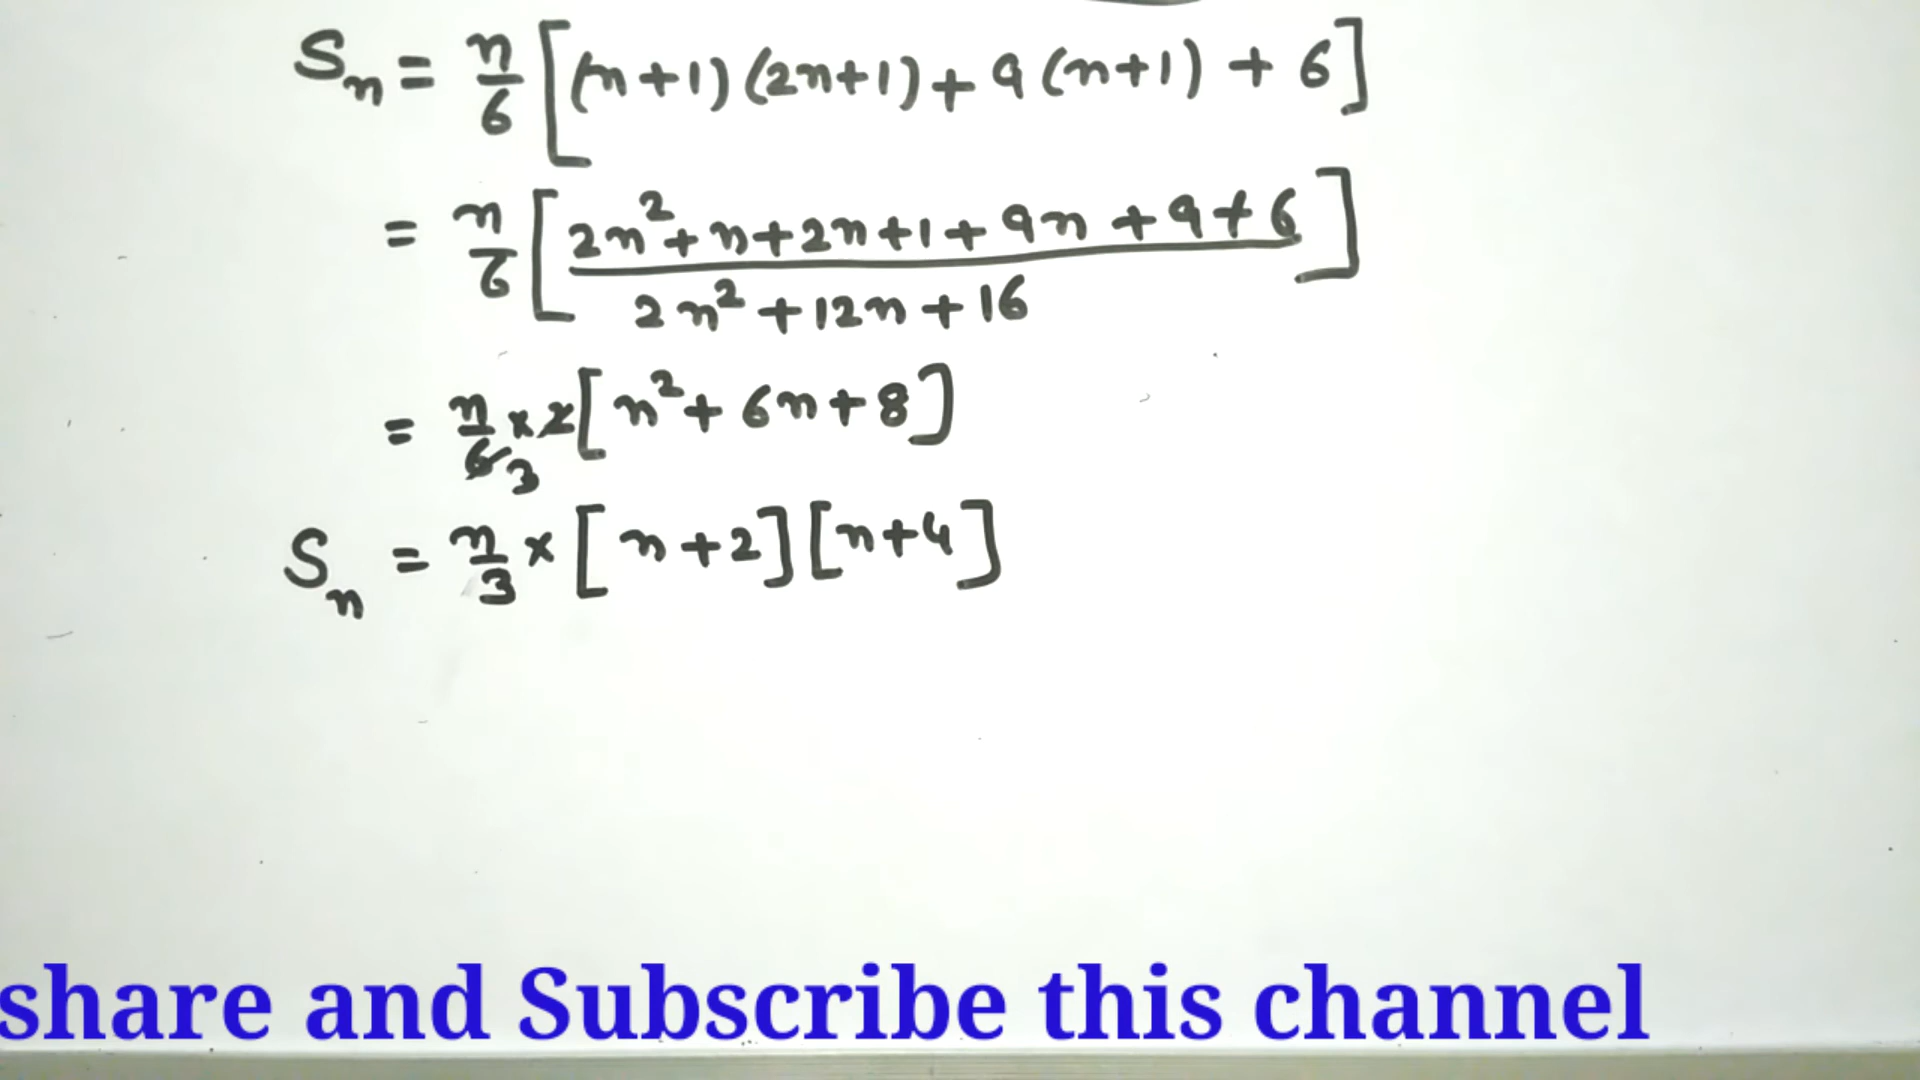 Sn = n/6 [(n+1)(2n+1) + 9(n+1) + 6]
= n/6 [2n²+n+2n+1+9n+9+6]
2n²+12n+16
= n/6 × 2 [n²+6n+8]
3
Sn = n/3 × [n+2][n+4]
share and Subscribe this channel